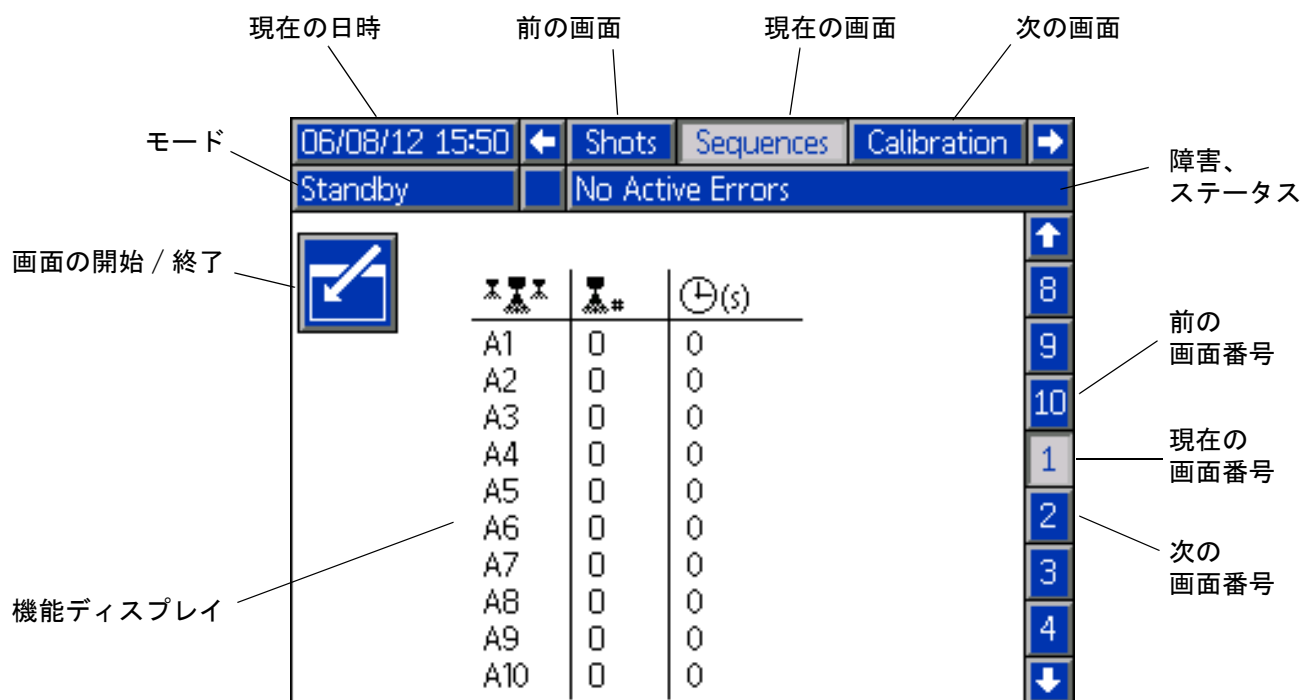 現在の日時
前の画面
現在の画面
次の画面
モード
06/08/12 15:50
Shots
Sequences
Calibration
Standby
No Active Errors
障害、
ステータス
画面の開始 / 終了
#
(s)
A1 0 0
A2 0 0
A3 0 0
A4 0 0
A5 0 0
A6 0 0
A7 0 0
A8 0 0
A9 0 0
A10 0 0
機能ディスプレイ
8
9
10
1
2
3
4
前の
画面番号
現在の
画面番号
次の
画面番号